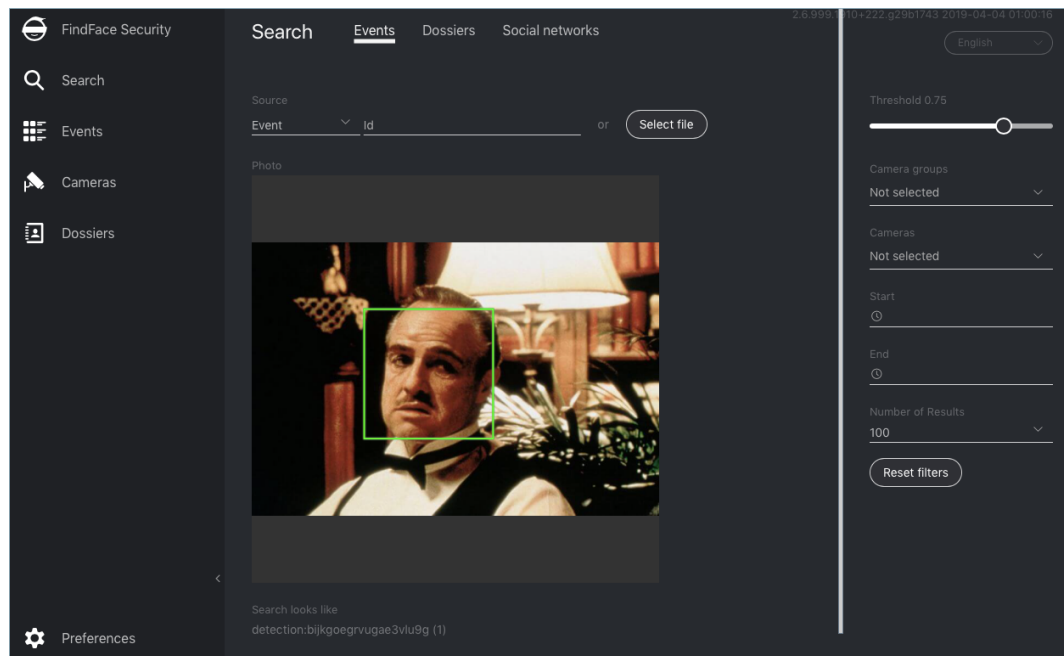 2.6.999.1910+222.g29b1743 2019-04-04 01:00:16
FindFace Security
Search
Events
Cameras
Dossiers
Preferences
Search Events Dossiers Social networks
Source
Event Id or Select file
Photo
Search looks like
detection:bijkgoegrvugae3vlu9g (1)
English
Threshold 0.75
Camera groups
Not selected
Cameras
Not selected
Start
End
Number of Results
100
Reset filters